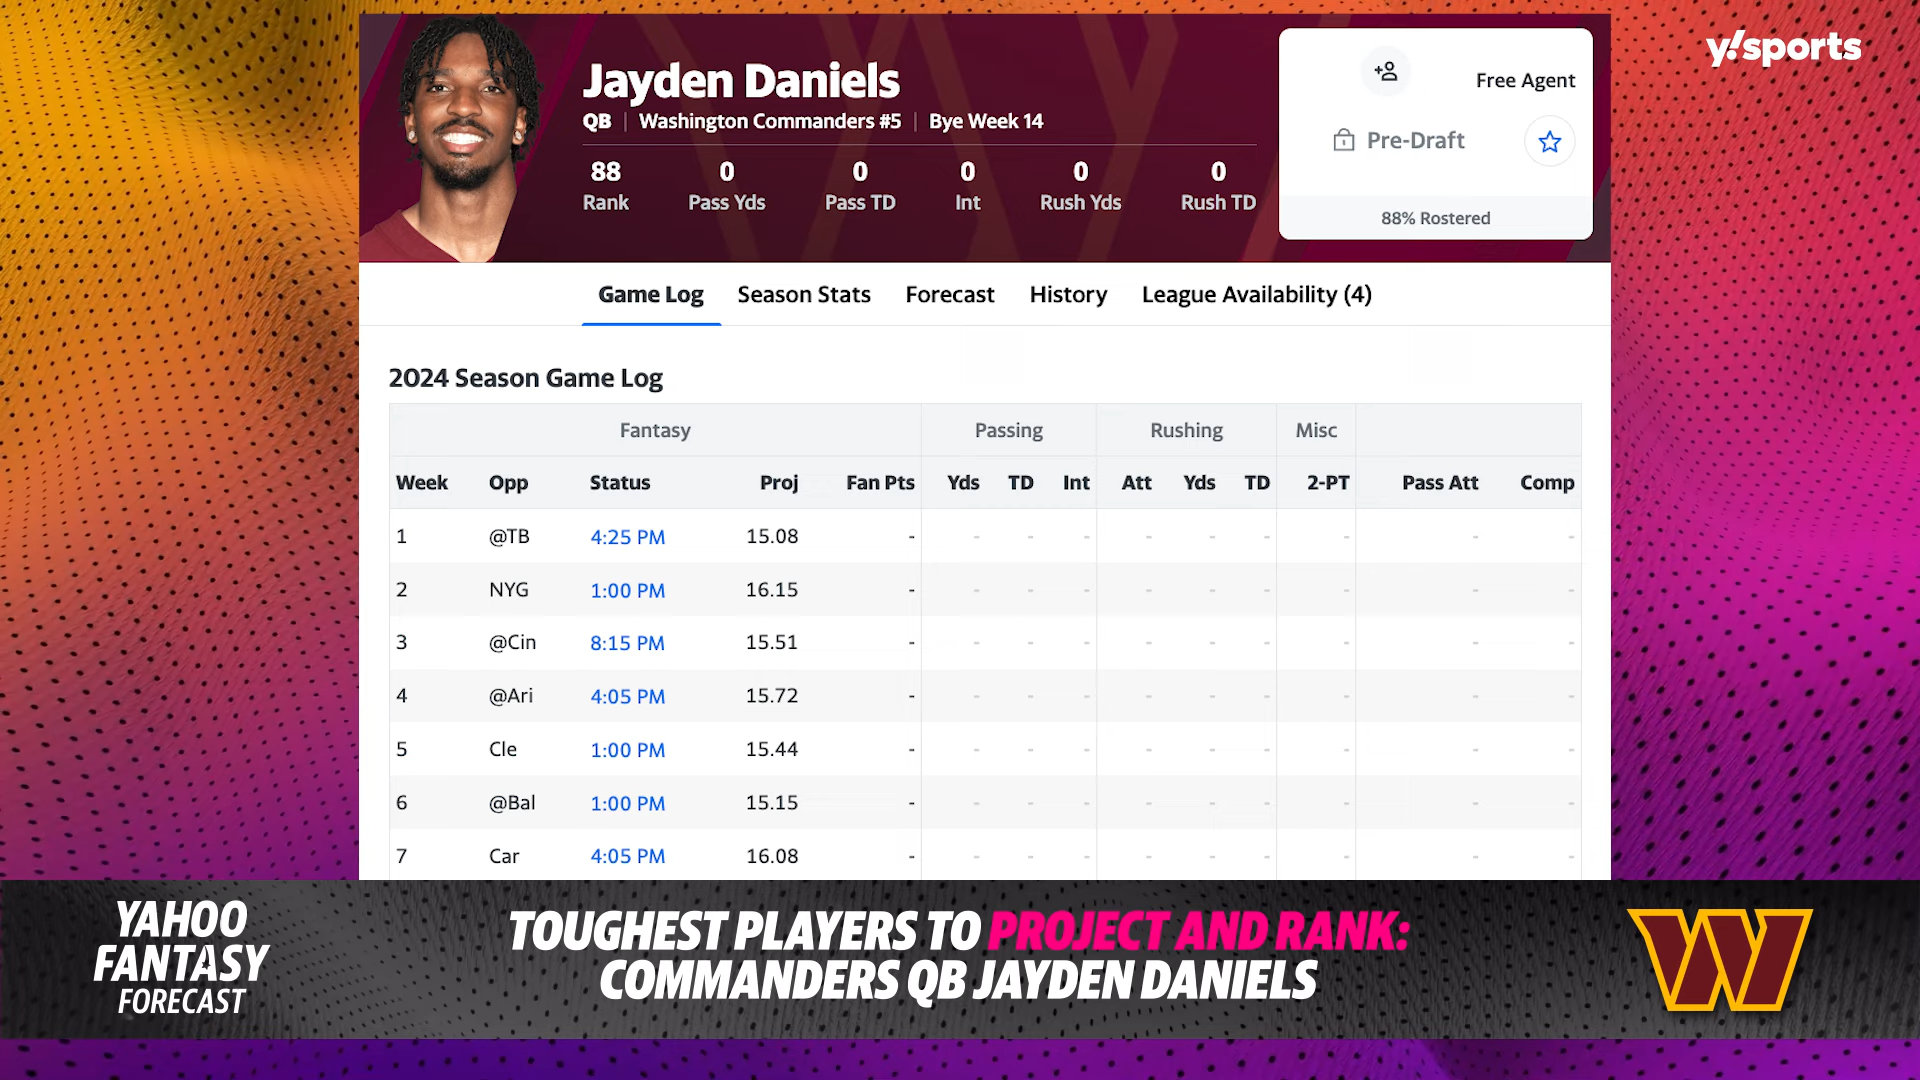 y!sports
Jayden Daniels
QB | Washington Commanders #5 | Bye Week 14
88 0 0 0 0 0
Rank Pass Yds Pass TD Int Rush Yds Rush TD
Free Agent
Pre-Draft
88% Rostered
Game Log Season Stats Forecast History League Availability (4)
2024 Season Game Log
Fantasy Passing Rushing Misc
Week Opp Status Proj Fan Pts Yds TD Int Att Yds TD 2-PT Pass Att Comp
1 @TB 4:25 PM 15.08 - - - - - - - - - -
2 NYG 1:00 PM 16.15 - - - - - - - - - -
3 @Cin 8:15 PM 15.51 - - - - - - - - - -
4 @Ari 4:05 PM 15.72 - - - - - - - - - -
5 Cle 1:00 PM 15.44 - - - - - - - - - -
6 @Bal 1:00 PM 15.15 - - - - - - - - - -
7 Car 4:05 PM 16.08 - - - - - - - - - -
YAHOO
FANTASY
FORECAST
TOUGHEST PLAYERS TO PROJECT AND RANK:
COMMANDERS QB JAYDEN DANIELS
W